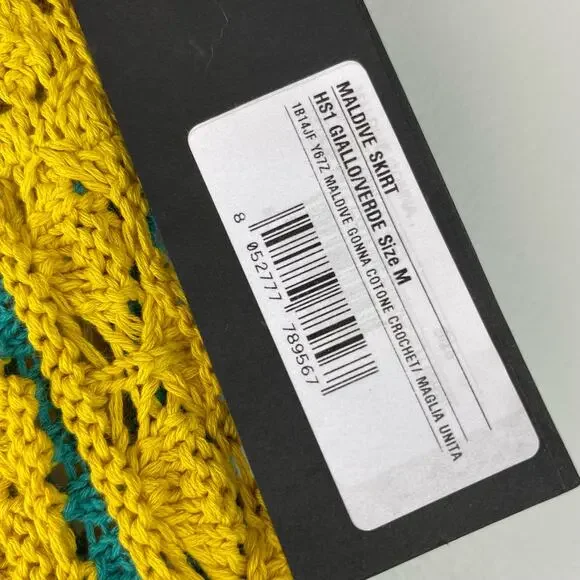 MALDIVE SKIRT
HS1 GIALLO/VERDE Size M
1B14JF Y67Z MALDIVE GONNA COTONE CROCHET/ MAGLIA UNITA
8 052777 789567